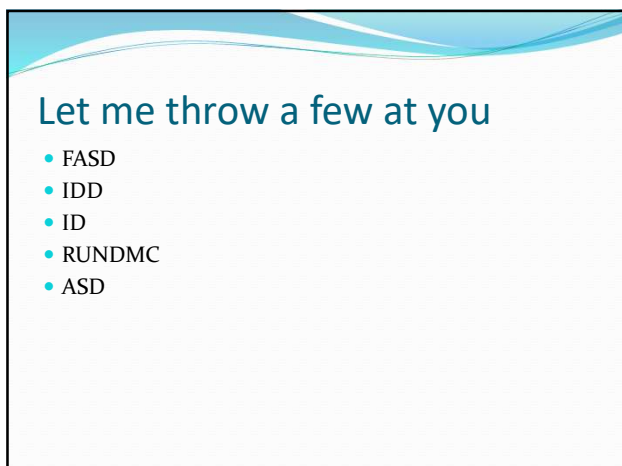 Let me throw a few at you
• FASD
• IDD
• ID
• RUNDMC
• ASD